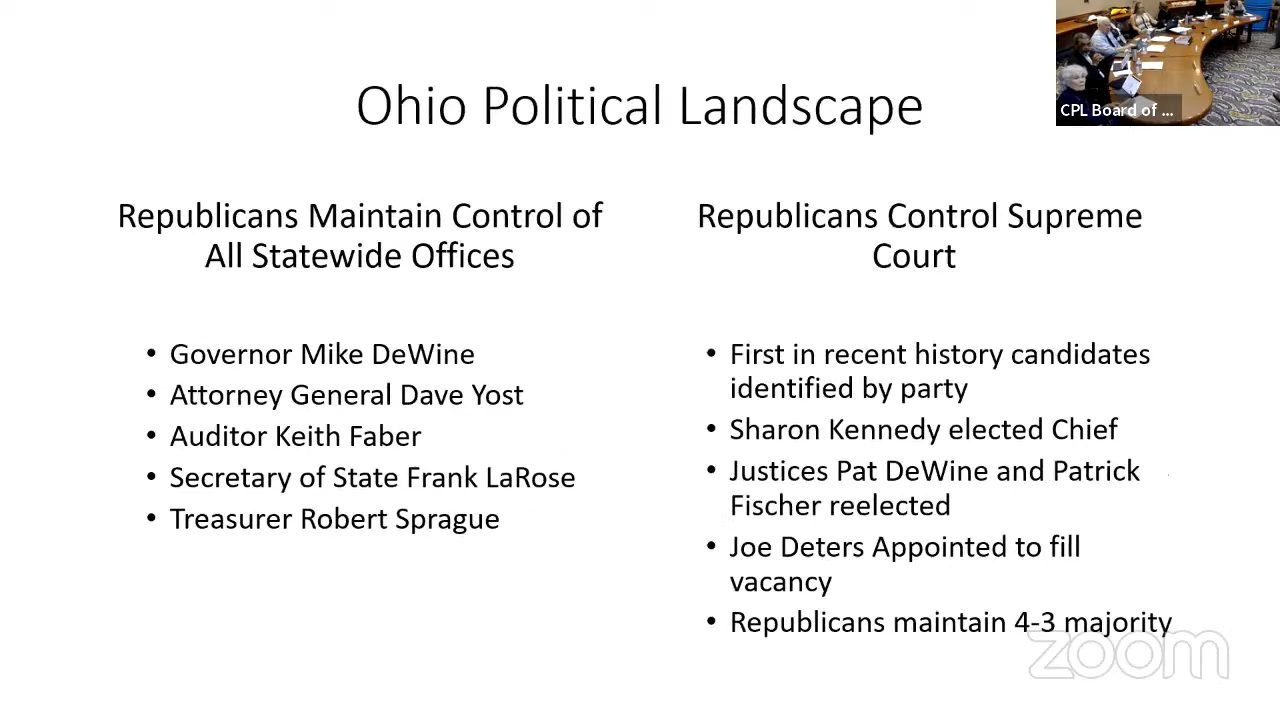 Ohio Political Landscape
CPL Board of ...
Republicans Maintain Control of
All Statewide Offices
• Governor Mike DeWine
• Attorney General Dave Yost
• Auditor Keith Faber
• Secretary of State Frank LaRose
• Treasurer Robert Sprague
Republicans Control Supreme
Court
• First in recent history candidates
identified by party
• Sharon Kennedy elected Chief
• Justices Pat DeWine and Patrick
Fischer reelected
• Joe Deters Appointed to fill
vacancy
• Republicans maintain 4-3 majority
zoom